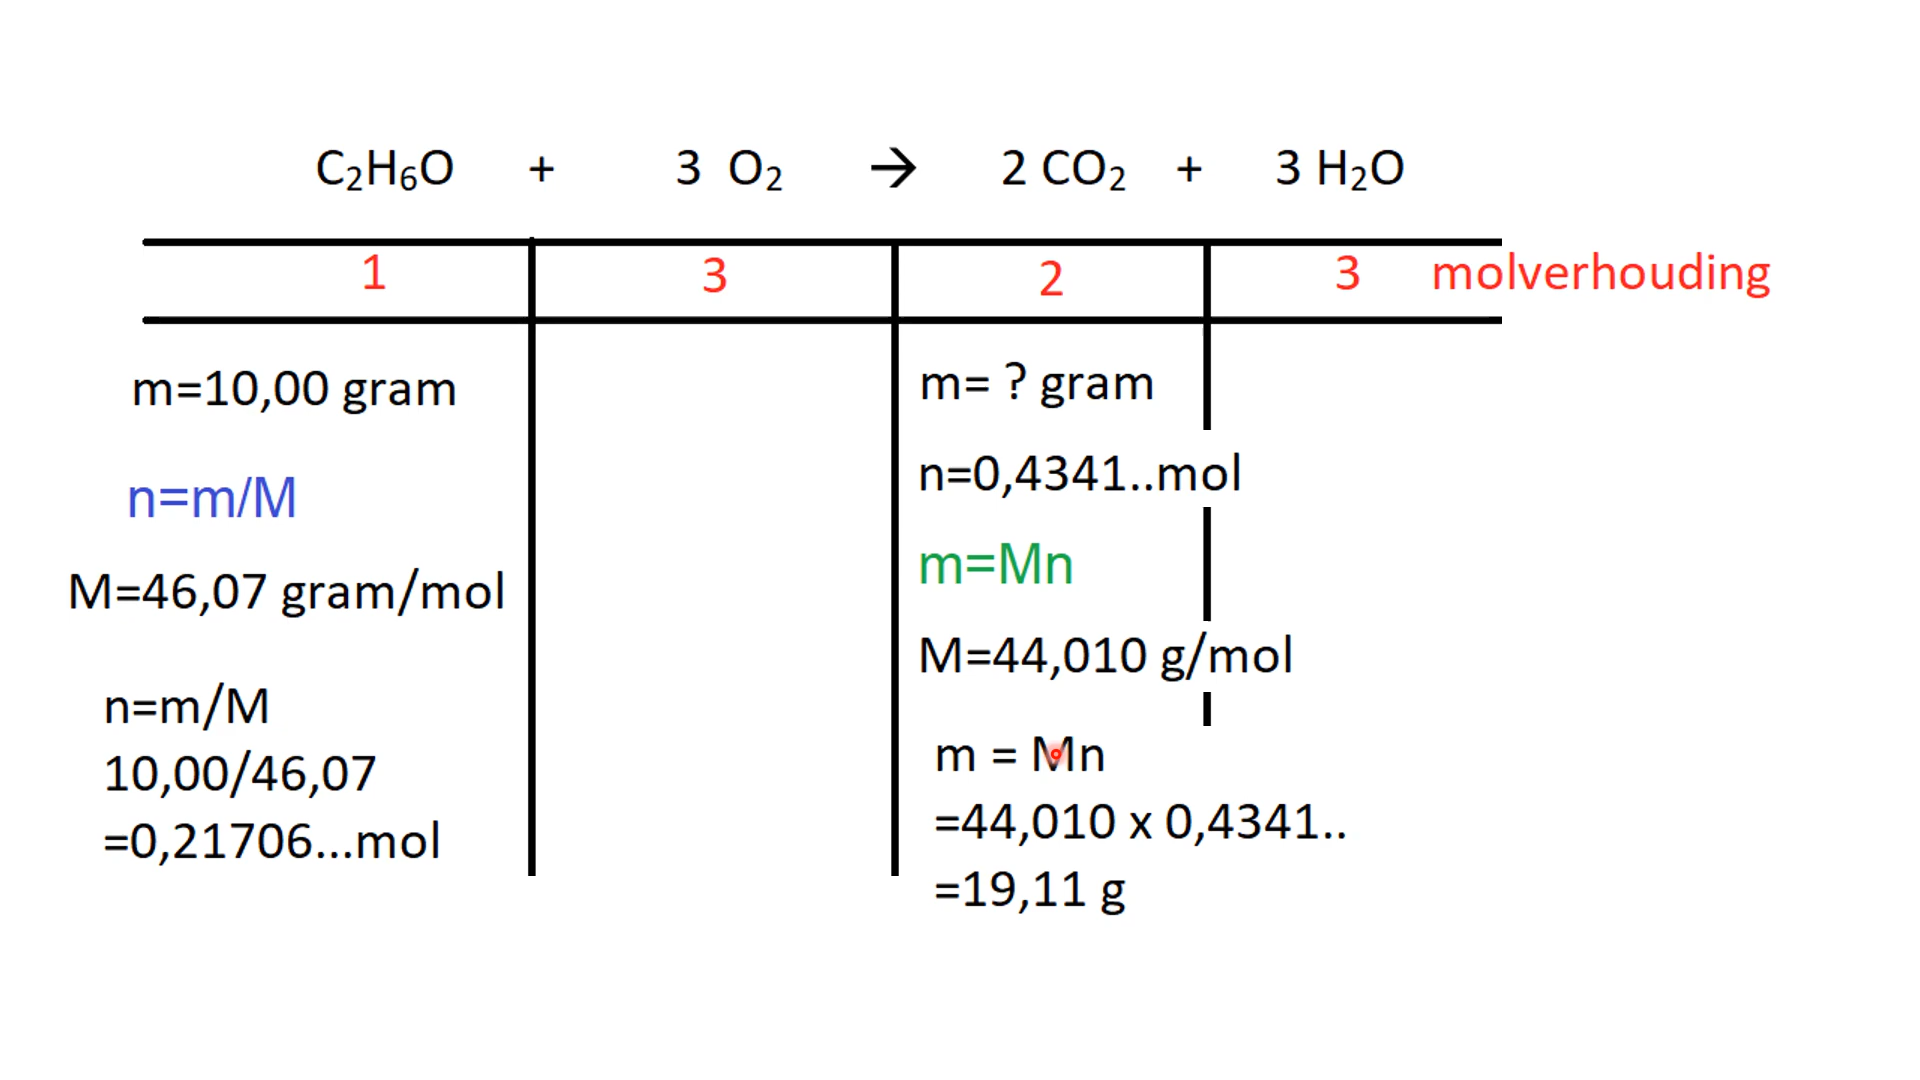 C₂H₆O + 3 O₂ → 2 CO₂ + 3 H₂O
1 3 2 3 molverhouding
m=10,00 gram
n=m/M
M=46,07 gram/mol
n=m/M
10,00/46,07
=0,21706...mol
m= ? gram
n=0,4341..mol
m=Mn
M=44,010 g/mol
m = Mn
=44,010 x 0,4341..
=19,11 g